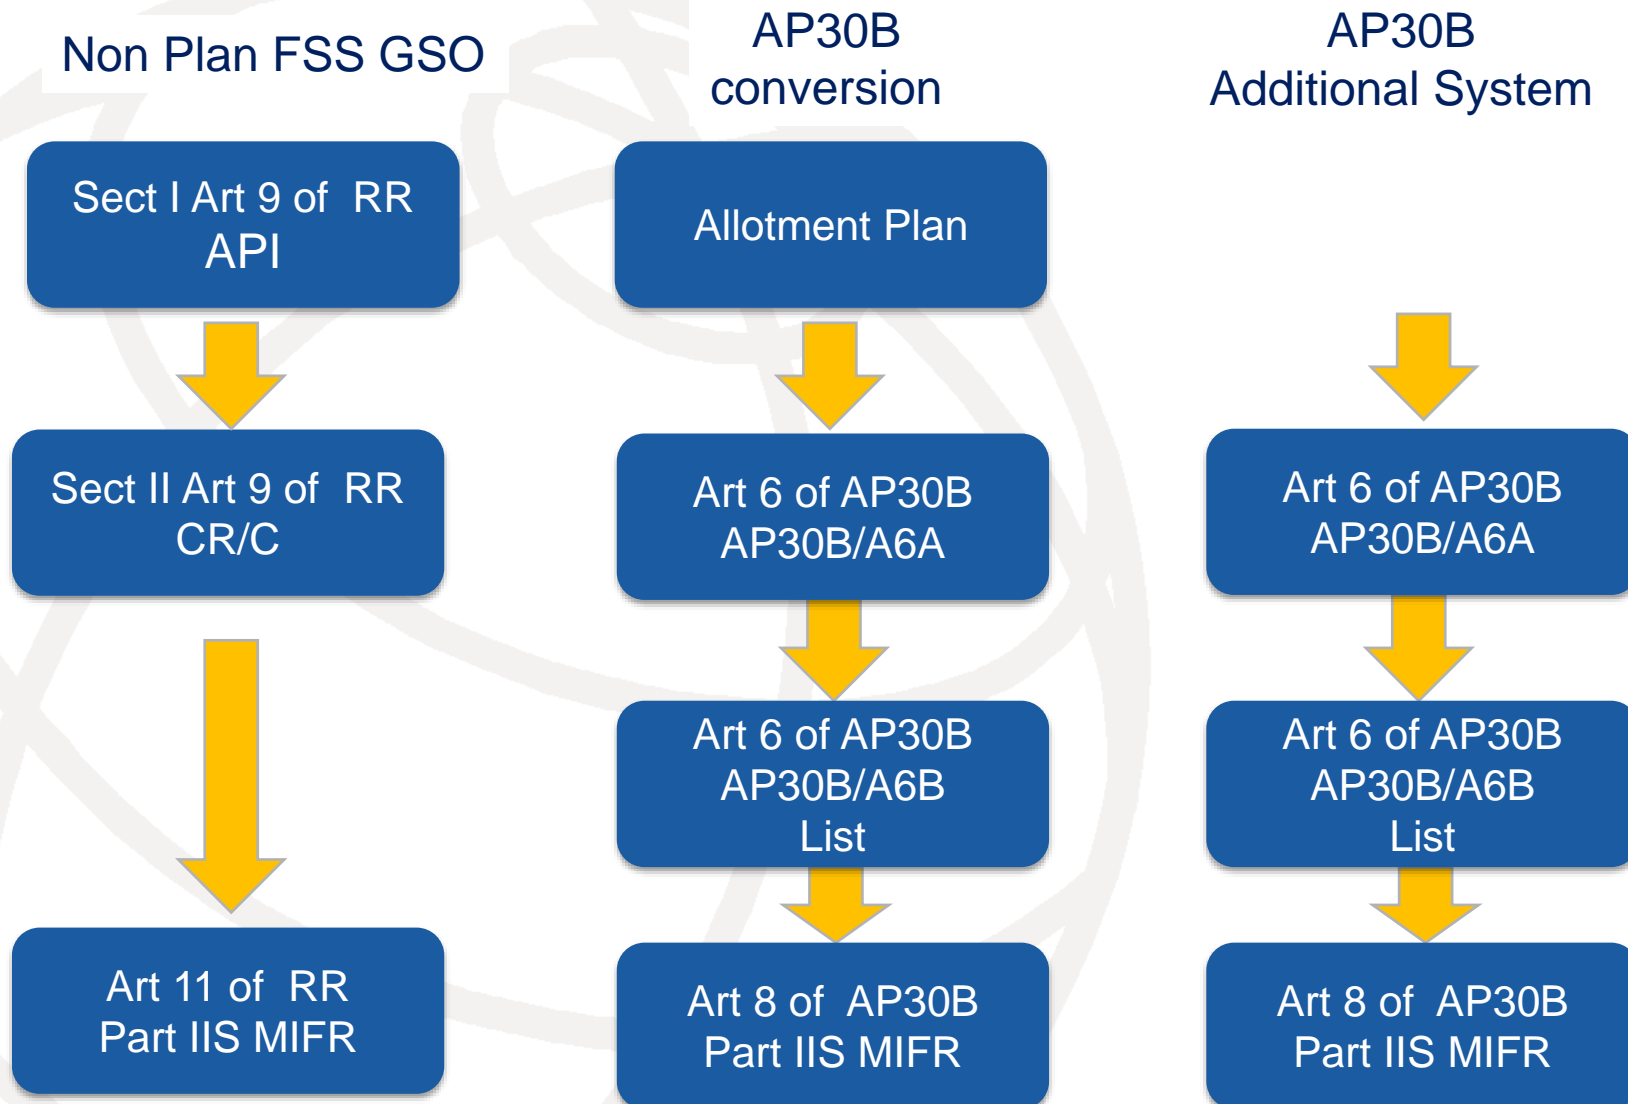 Non Plan FSS GSO
Sect I Art 9 of RR
API
Sect II Art 9 of RR
CR/C
Art 11 of RR
Part IIS MIFR
AP30B
conversion
Allotment Plan
Art 6 of AP30B
AP30B/A6A
Art 6 of AP30B
AP30B/A6B
List
Art 8 of AP30B
Part IIS MIFR
AP30B
Additional System
Art 6 of AP30B
AP30B/A6A
Art 6 of AP30B
AP30B/A6B
List
Art 8 of AP30B
Part IIS MIFR